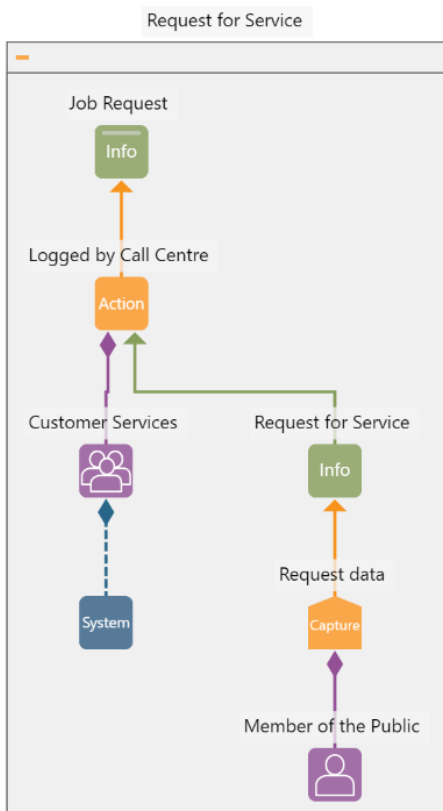 Request for Service
Job Request
Info
Logged by Call Centre
Action
Customer Services
Request for Service
Info
Request data
System
Capture
Member of the Public